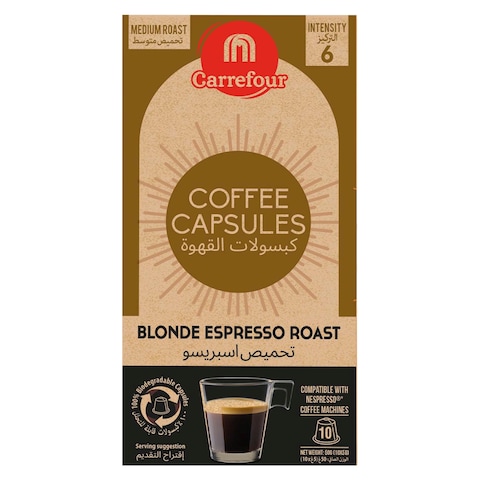 MEDIUM ROAST
تحميص متوسط
INTENSITY
التركيز
6
Carrefour
COFFEE
CAPSULES
كبسولات القهوة
BLONDE ESPRESSO ROAST
تحميص اسبريسو
100% Biodegradable Capsules
Serving suggestion
إقتراح التقديم
COMPATIBLE WITH
NESPRESSO®*
COFFEE MACHINES
10